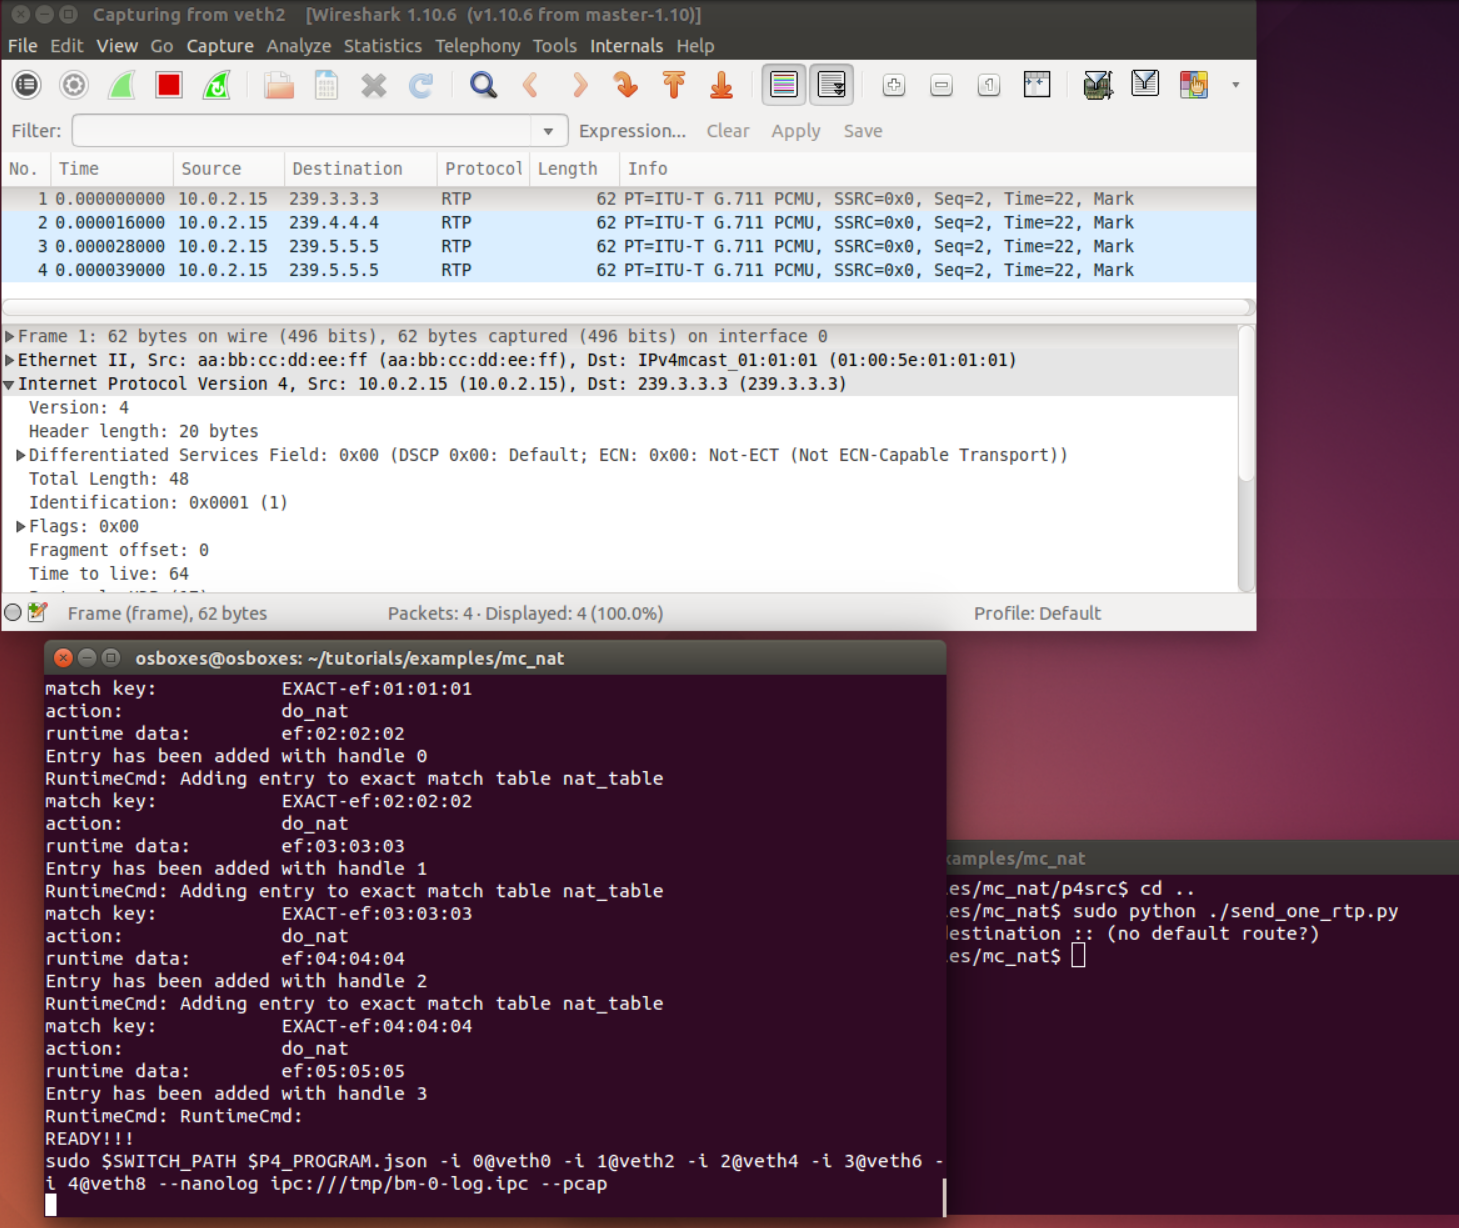 Capturing from veth2 [Wireshark 1.10.6 (v1.10.6 from master-1.10)]
File Edit View Go Capture Analyze Statistics Telephony Tools Internals Help
Filter: Expression... Clear Apply Save
No. Time Source Destination Protocol Length Info
1 0.000000000 10.0.2.15 239.3.3.3 RTP 62 PT=ITU-T G.711 PCMU, SSRC=0x0, Seq=2, Time=22, Mark
2 0.000016000 10.0.2.15 239.4.4.4 RTP 62 PT=ITU-T G.711 PCMU, SSRC=0x0, Seq=2, Time=22, Mark
3 0.000028000 10.0.2.15 239.5.5.5 RTP 62 PT=ITU-T G.711 PCMU, SSRC=0x0, Seq=2, Time=22, Mark
4 0.000039000 10.0.2.15 239.5.5.5 RTP 62 PT=ITU-T G.711 PCMU, SSRC=0x0, Seq=2, Time=22, Mark
Frame 1: 62 bytes on wire (496 bits), 62 bytes captured (496 bits) on interface 0
Ethernet II, Src: aa:bb:cc:dd:ee:ff (aa:bb:cc:dd:ee:ff), Dst: IPv4mcast_01:01:01 (01:00:5e:01:01:01)
Internet Protocol Version 4, Src: 10.0.2.15 (10.0.2.15), Dst: 239.3.3.3 (239.3.3.3)
Version: 4
Header length: 20 bytes
Differentiated Services Field: 0x00 (DSCP 0x00: Default; ECN: 0x00: Not-ECT (Not ECN-Capable Transport))
Total Length: 48
Identification: 0x0001 (1)
Flags: 0x00
Fragment offset: 0
Time to live: 64
Frame (frame), 62 bytes Packets: 4 · Displayed: 4 (100.0%) Profile: Default
osboxes@osboxes: ~/tutorials/examples/mc_nat
match key: EXACT-ef:01:01:01
action: do_nat
runtime data: ef:02:02:02
Entry has been added with handle 0
RuntimeCmd: Adding entry to exact match table nat_table
match key: EXACT-ef:02:02:02
action: do_nat
runtime data: ef:03:03:03
Entry has been added with handle 1
RuntimeCmd: Adding entry to exact match table nat_table
match key: EXACT-ef:03:03:03
action: do_nat
runtime data: ef:04:04:04
Entry has been added with handle 2
RuntimeCmd: Adding entry to exact match table nat_table
match key: EXACT-ef:04:04:04
action: do_nat
runtime data: ef:05:05:05
Entry has been added with handle 3
RuntimeCmd: RuntimeCmd:
READY!!!
sudo $SWITCH_PATH $P4_PROGRAM.json -i 0@veth0 -i 1@veth2 -i 2@veth4 -i 3@veth6 -
i 4@veth8 --nanolog ipc:///tmp/bm-0-log.ipc --pcap
xamples/mc_nat
es/mc_nat/p4src$ cd ..
es/mc_nat$ sudo python ./send_one_rtp.py
estination :: (no default route?)
es/mc_nat$